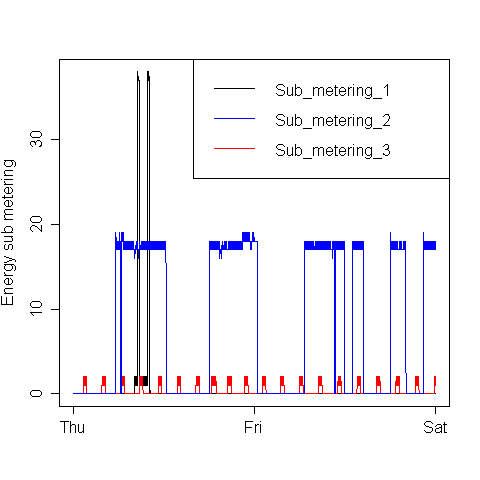 Sub_metering_1
Sub_metering_2
Sub_metering_3
Energy sub metering
30
20
10
0
Thu Fri Sat